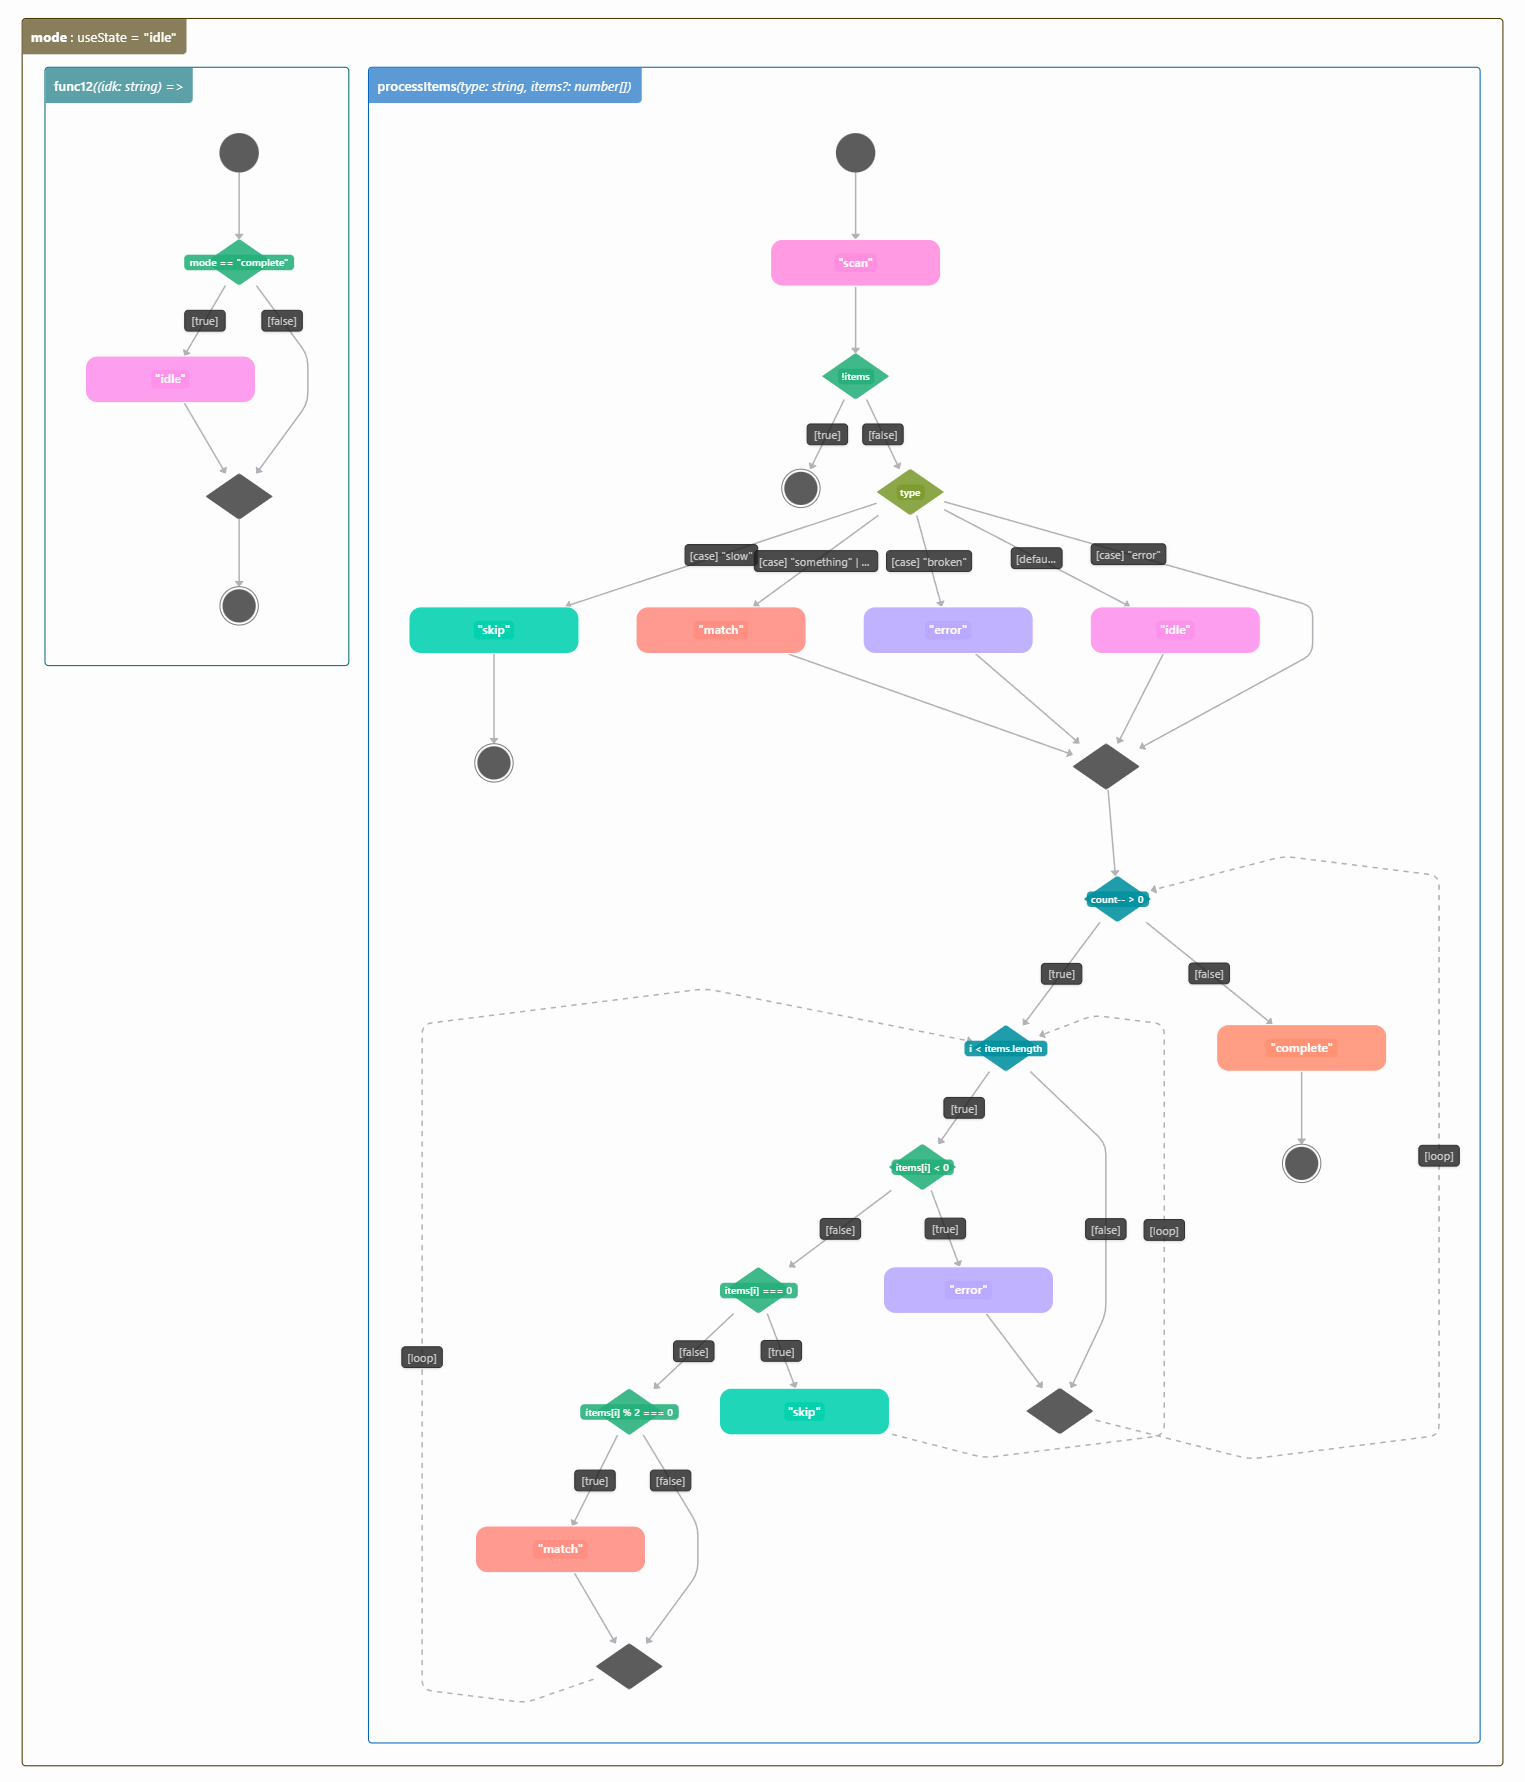 mode : useState = "idle"
func12((idk: string) =>
processItems(type: string, items?: number[])
mode == "complete"
[true]
[false]
"idle"
"scan"
!items
[true]
[false]
type
[case] "slow"
[case] "something" | ...
[case] "broken"
[defau...
[case] "error"
"skip"
"match"
"error"
"idle"
count-- > 0
[true]
[false]
i < items.length
"complete"
[true]
[loop]
items[i] < 0
[false]
[true]
[false]
[loop]
items[i] === 0
"error"
[loop]
[false]
[true]
items[i] % 2 === 0
"skip"
[true]
[false]
"match"